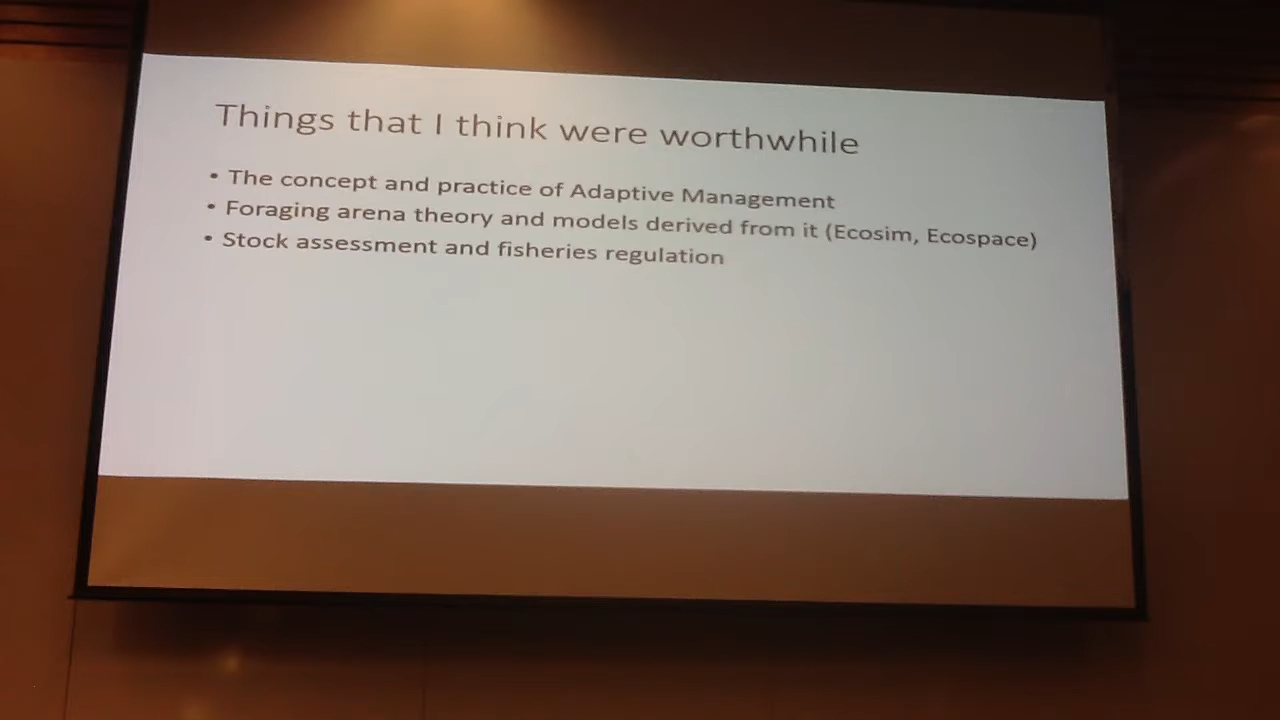 Things that I think were worthwhile
• The concept and practice of Adaptive Management
• Foraging arena theory and models derived from it (Ecosim, Ecospace)
• Stock assessment and fisheries regulation